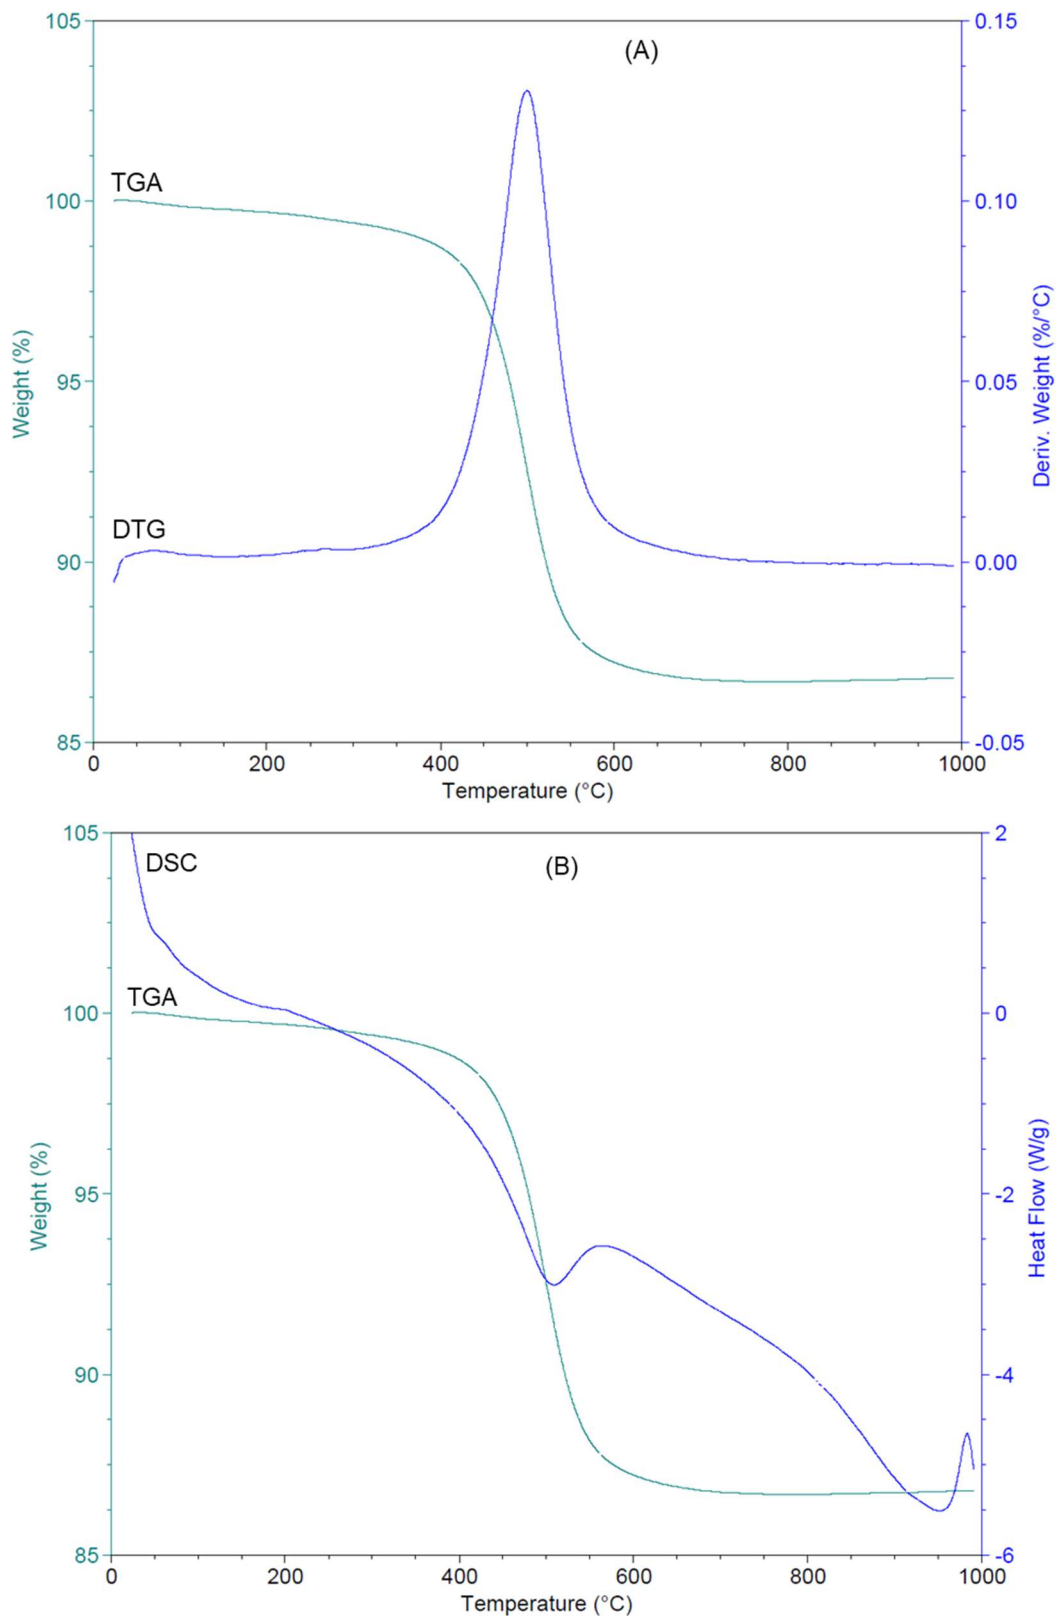 105
0.15
(A)
TGA
100
0.10
Weight (%)
Deriv. Weight (%/°C)
95
0.05
DTG
90
0.00
85
-0.05
0
200
400
600
800
1000
Temperature (°C)
105
2
DSC
(B)
TGA
100
0
Weight (%)
Heat Flow (W/g)
95
-2
90
-4
85
-6
0
200
400
600
800
1000
Temperature (°C)